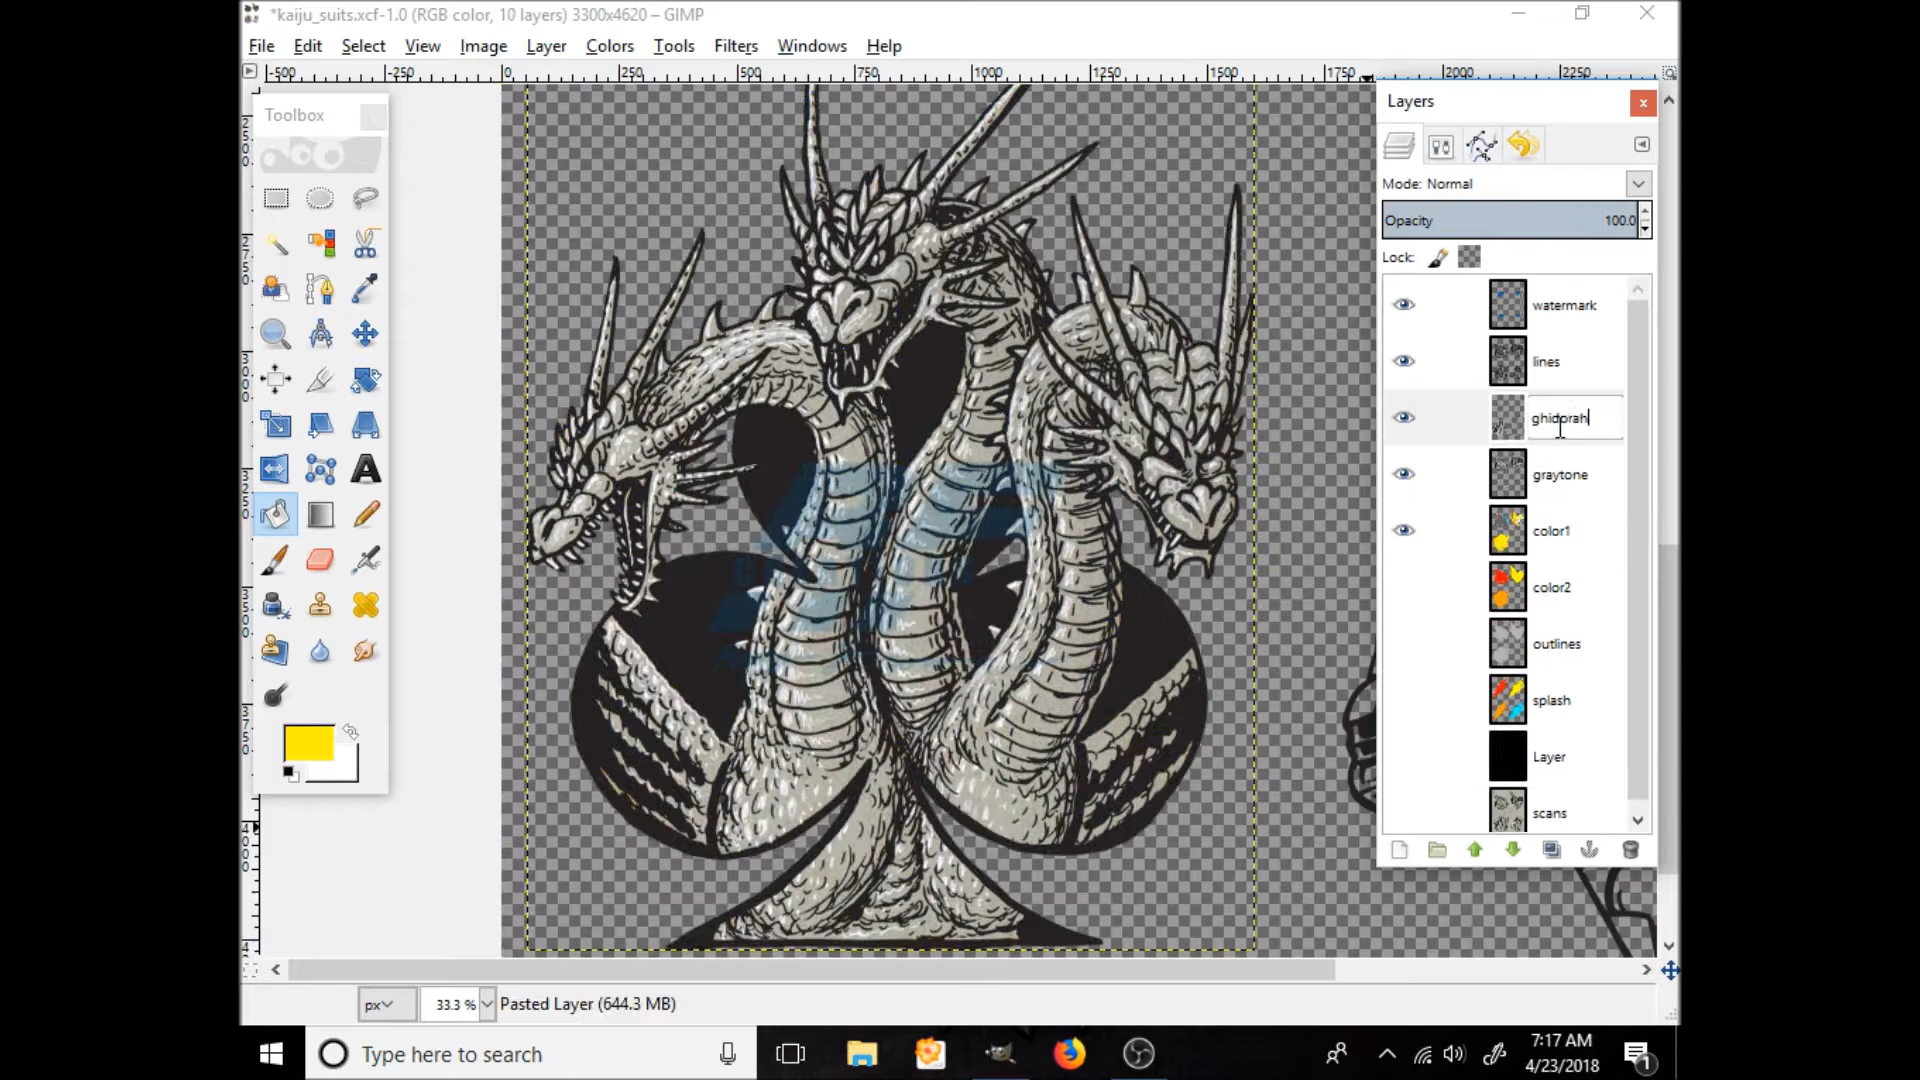 *kaiju_suits.xcf-1.0 (RGB color, 10 layers) 3300x4620 – GIMP
File Edit Select View Image Layer Colors Tools Filters Windows Help
-500 -250 0 250 500 750 1000 1250 1500 1750 2000 2250
Toolbox
Layers
Mode: Normal
Opacity 100.0
Lock:
watermark
lines
ghidorah
graytone
color1
color2
outlines
splash
Layer
scans
px 33.3 % Pasted Layer (644.3 MB)
Type here to search
7:17 AM
4/23/2018
1